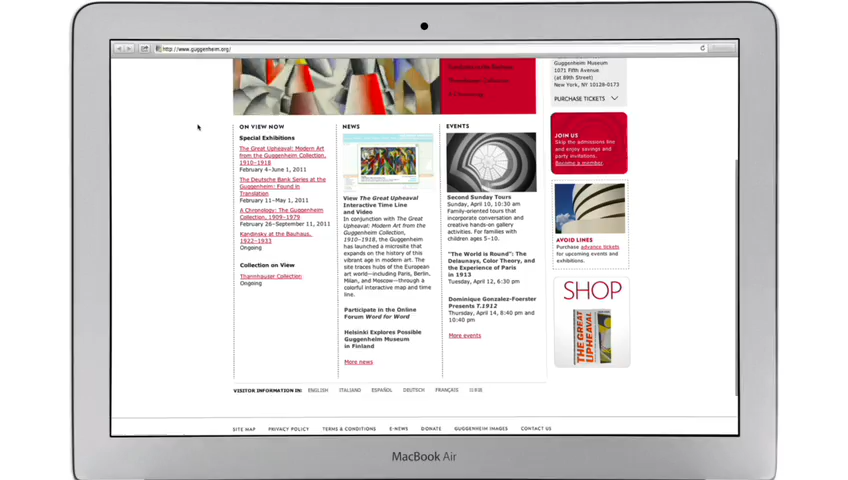 http://www.guggenheim.org/
Guggenheim Museum
1071 Fifth Avenue
(at 89th Street)
New York, NY 10128-0173
PURCHASE TICKETS
ON VIEW NOW
Special Exhibitions
The Great Upheaval: Modern Art
from the Guggenheim Collection,
1910–1918
February 4–June 1, 2011
The Deutsche Bank Series at the
Guggenheim: Found in
Translation
February 11–May 1, 2011
A Chronology: The Guggenheim
Collection, 1909–1979
February 26–September 11, 2011
Kandinsky at the Bauhaus,
1922–1933
Ongoing
Collection on View
Thannhauser Collection
Ongoing
NEWS
View The Great Upheaval
Interactive Time Line
and Video
In conjunction with The Great
Upheaval: Modern Art from the
Guggenheim Collection,
1910–1918, the Guggenheim
has launched a microsite that
expands on the history of this
vibrant age in modern art. The
site traces hubs of the European
art world—including Paris, Berlin,
Milan, and Moscow—through a
colorful interactive map and time
line.
Participate in the Online
Forum Word for Word
Helsinki Explores Possible
Guggenheim Museum
in Finland
More news
EVENTS
Second Sunday Tours
Sunday, April 10, 10:30 am
Family-oriented tours that
incorporate conversation and
creative hands-on gallery
activities. For families with
children ages 5–10.
"The World is Round": The
Delaunays, Color Theory, and
the Experience of Paris
in 1913
Tuesday, April 12, 6:30 pm
Dominique Gonzalez-Foerster
Presents T.1912
Thursday, April 14, 8:40 pm and
10:40 pm
More events
JOIN US
Skip the admissions line
and enjoy savings and
party invitations.
Become a member.
AVOID LINES
Purchase advance tickets
for upcoming events and
exhibitions.
SHOP
THE GREAT
UPHEAVAL
VISITOR INFORMATION IN: ENGLISH ITALIANO ESPAÑOL DEUTSCH FRANÇAIS
SITE MAP PRIVACY POLICY TERMS & CONDITIONS E-NEWS DONATE GUGGENHEIM IMAGES CONTACT US
MacBook Air